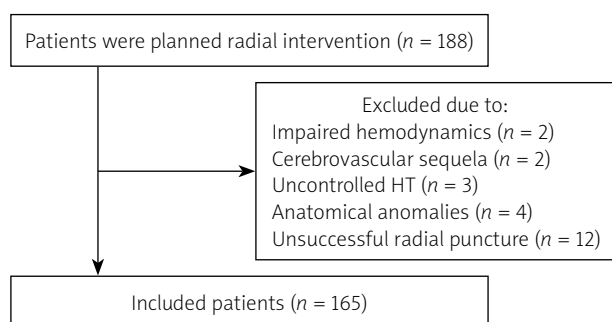 Patients were planned radial intervention (n = 188)
Excluded due to:
Impaired hemodynamics (n = 2)
Cerebrovascular sequela (n = 2)
Uncontrolled HT (n = 3)
Anatomical anomalies (n = 4)
Unsuccessful radial puncture (n = 12)
Included patients (n = 165)